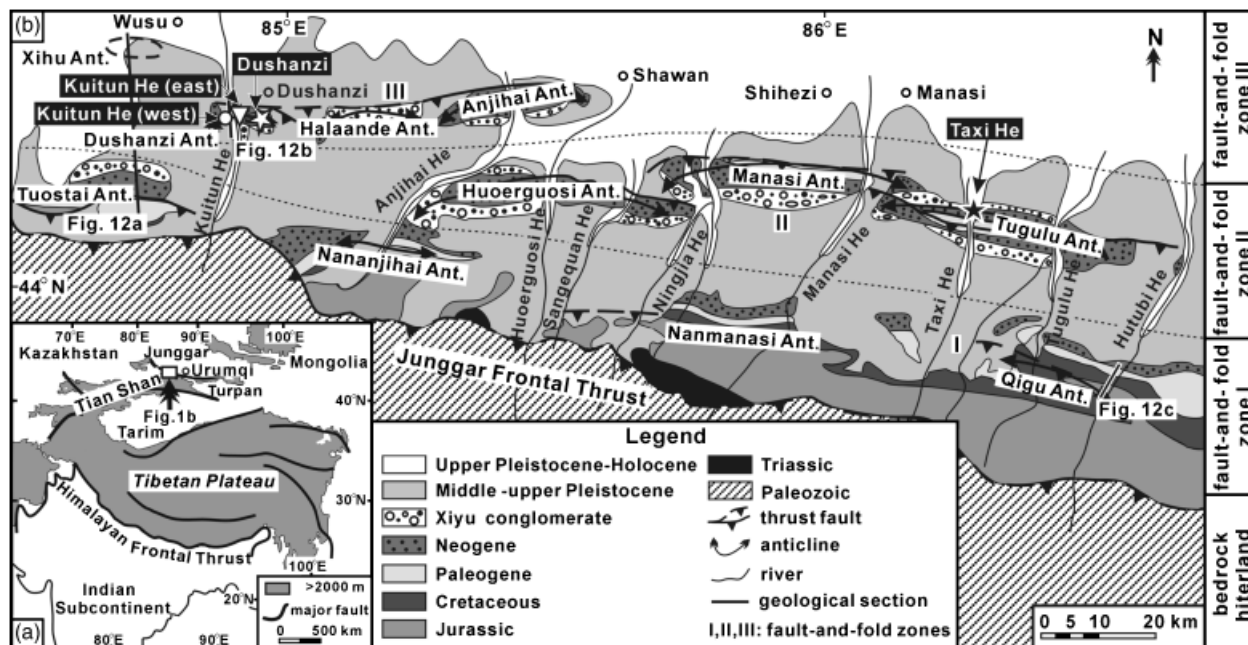 (b)
Wusu
85°E
86°E
N
Xihu Ant.
Dushanzi
Kuitun He (east)
Dushanzi
III
Anjihai Ant.
Shawan
Shihezi
Manasi
Kuitun He (west)
Halaande Ant.
Taxi He
Dushanzi Ant.
Fig. 12b
Tuostai Ant.
Kuitun He
Anjihai He
Huoerguosi Ant.
Manasi Ant.
II
Fig. 12a
Tugulu Ant.
Nananjihai Ant.
44°N
Huoerguosi He
Sangequan He
Ningjia He
Manasi He
Taxi He
ugulu He
Hutubi He
Nanmanasi Ant.
I
Junggar Frontal Thrust
Qigu Ant.
Fig. 12c
fault-and-fold
zone III
fault-and-fold
zone II
fault-and-fold
zone I
bedrock
hiterland
70°E
80°E
90°E
100°E
Kazakhstan
Junggar
Mongolia
Urumqi
Tian Shan
Turpan
Fig.1b
40°N
Tarim
Tibetan Plateau
30°N
Himalayan Frontal Thrust
100°E
Indian
Subcontinent
20°N
>2000 m
major fault
0 500 km
(a)
80°E
90°E
Legend
Upper Pleistocene-Holocene
Middle-upper Pleistocene
Xiyu conglomerate
Neogene
Paleogene
Cretaceous
Jurassic
Triassic
Paleozoic
thrust fault
anticline
river
geological section
I,II,III: fault-and-fold zones
0 5 10 20 km